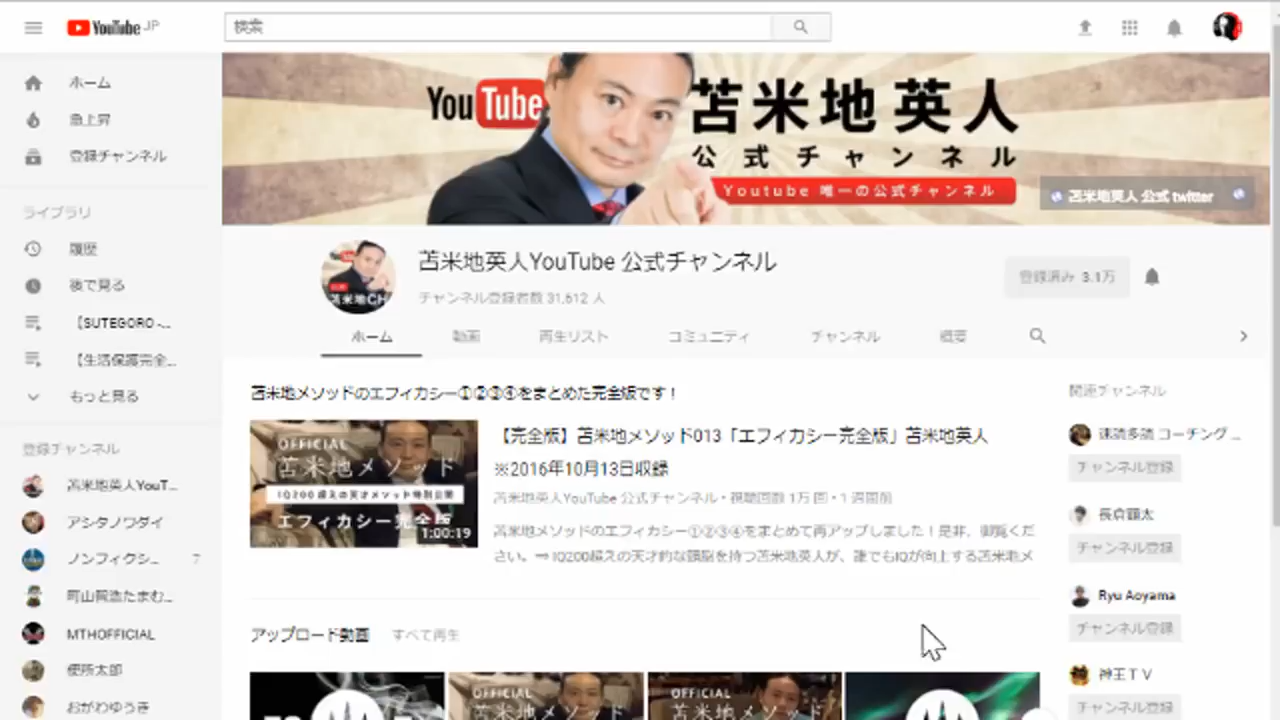 YouTube JP
検索
ホーム
急上昇
登録チャンネル
ライブラリ
履歴
後で見る
【SUTEGORO -...
【生活保護完全...
もっと見る
登録チャンネル
苫米地英人YouT...
アシタノワダイ
ノンフィクシ... 7
町山智浩たまむ...
MTHOFFICIAL
便所太郎
おがわゆうき
YouTube
苫米地英人
公式チャンネル
Youtube 唯一の公式チャンネル
苫米地英人 公式 twitter
苫米地CH
苫米地英人YouTube 公式チャンネル
チャンネル登録者数 31,612 人
登録済み 3.1万
ホーム 動画 再生リスト コミュニティ チャンネル 概要
苫米地メソッドのエフィカシー①②③④をまとめた完全版です！
OFFICIAL
苫米地メソッド
IQ200超えの天才メソッド特別公開
エフィカシー完全版
1:00:19
【完全版】苫米地メソッド013「エフィカシー完全版」苫米地英人
※2016年10月13日収録
苫米地英人YouTube 公式チャンネル・視聴回数 1万 回・1 週間前
苫米地メソッドのエフィカシー①②③④をまとめて再アップしました！是非、御覧くだ
さい。⇒ IQ200超えの天才的な頭脳を持つ苫米地英人が、誰でもIQが向上する苫米地メ
アップロード動画 すべて再生
OFFICIAL
苫米地メソッド
OFFICIAL
苫米地メソッド
関連チャンネル
速読多読 コーチング ...
チャンネル登録
長倉顕太
チャンネル登録
Ryu Aoyama
チャンネル登録
神王ＴＶ
チャンネル登録